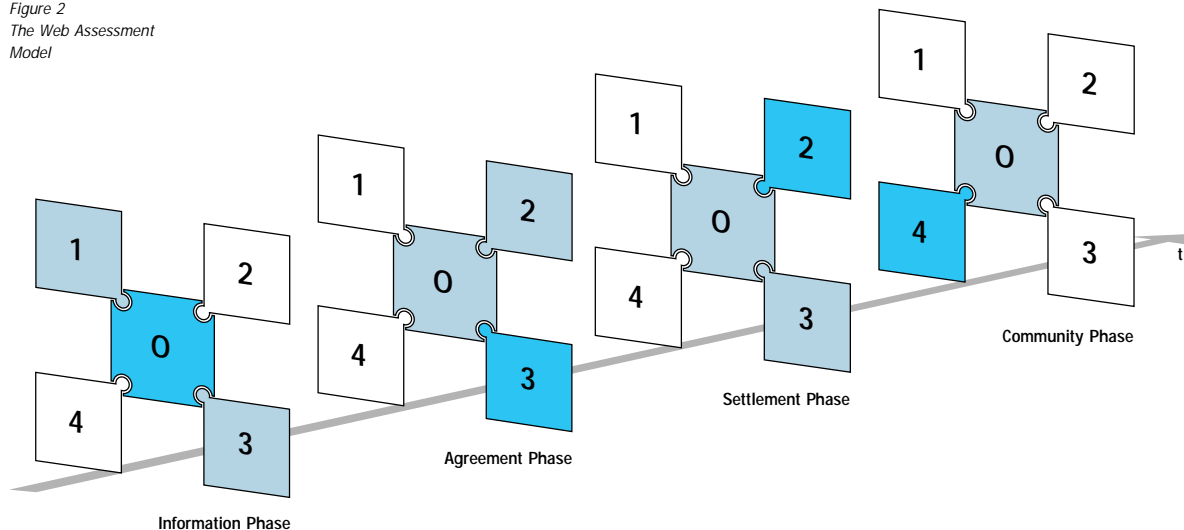 Figure 2
The Web Assessment
Model
1
2
0
4
3
Information Phase
1
2
0
4
3
Agreement Phase
1
2
0
4
3
Settlement Phase
1
2
0
4
3
Community Phase
t